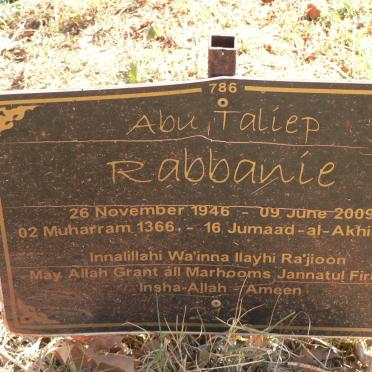 786
Abu Taliep
Rabbanie
26 November 1946 - 09 June 2009
02 Muharram 1366 - 16 Jumaad-al-Akhi
Innalillahi Wa'inna Ilayhi Ra'jioon
May Allah Grant all Marhooms Jannatul Fir
Insha-Allah - Ameen